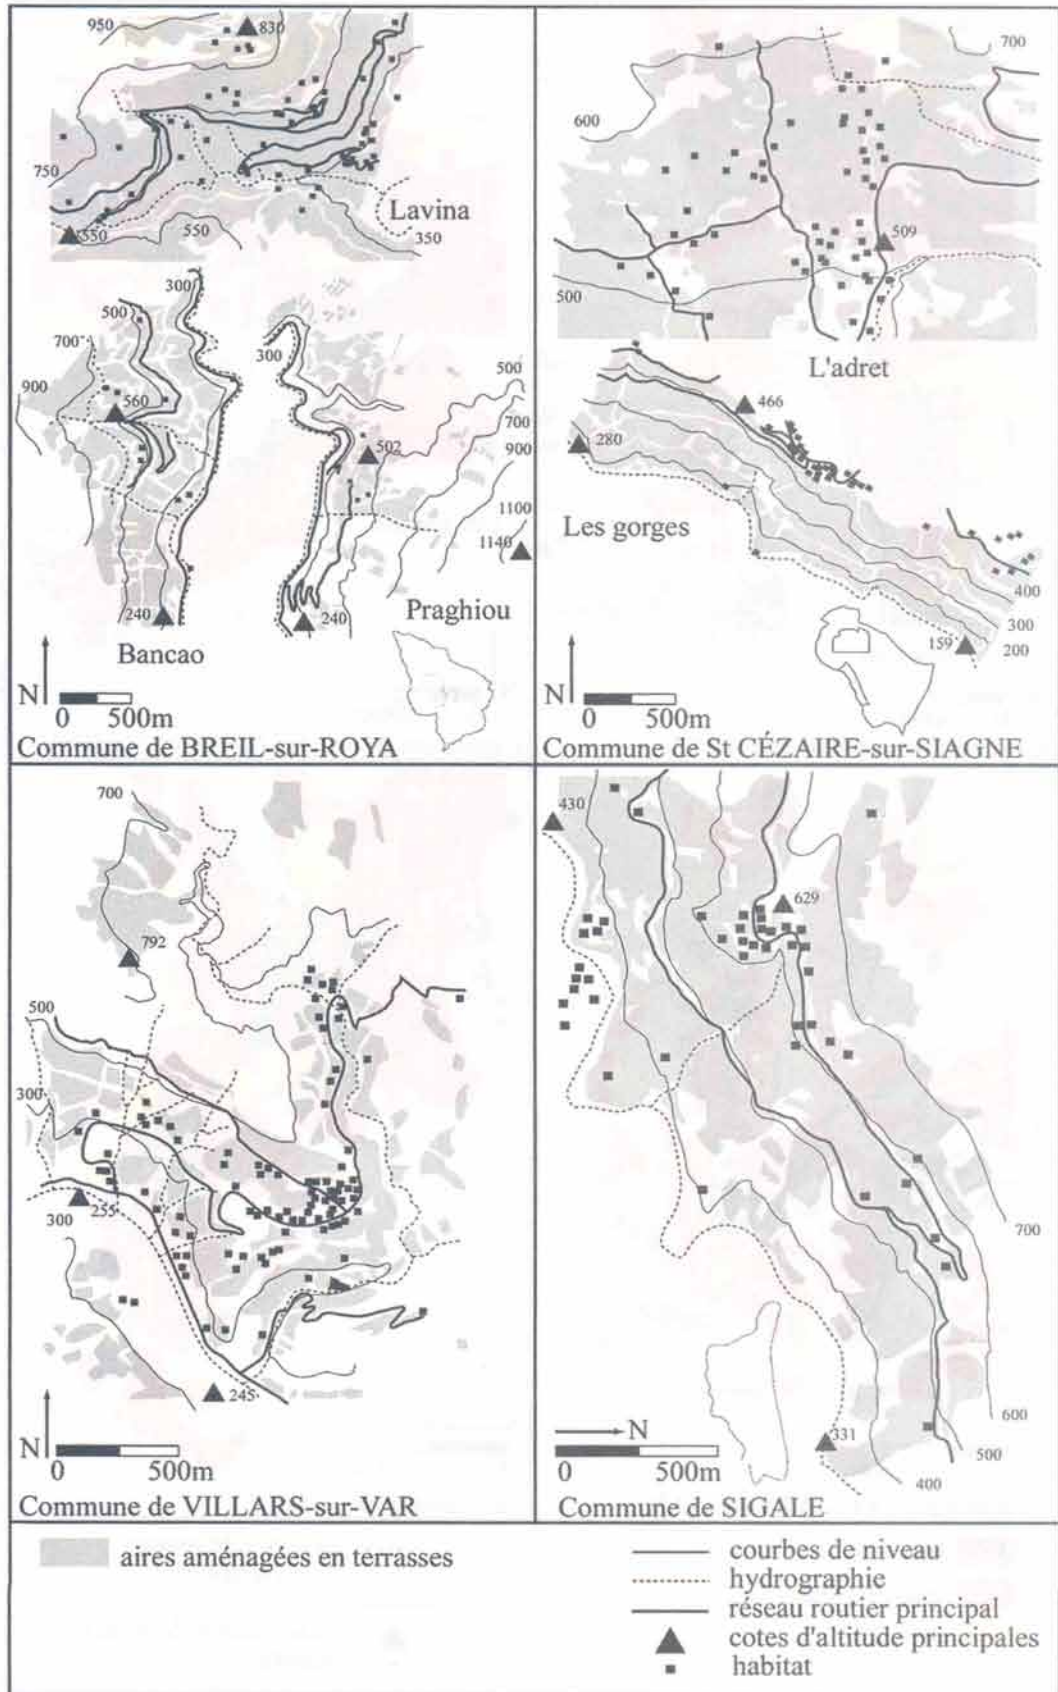 950
830
750
Lavina
550
550
350
300
500
700
900
560
240
Bancao
300
500
502
700
900
1100
1140
240
Praghiou
N
0 500m
Commune de BREIL-sur-ROYA
700
600
509
500
L'adret
466
280
Les gorges
400
300
159
200
N
0 500m
Commune de St CÉZAIRE-sur-SIAGNE
700
792
500
300
300
255
245
N
0 500m
Commune de VILLARS-sur-VAR
430
629
700
600
331
500
400
N
0 500m
Commune de SIGALE
aires aménagées en terrasses
courbes de niveau
hydrographie
réseau routier principal
cotes d'altitude principales
habitat